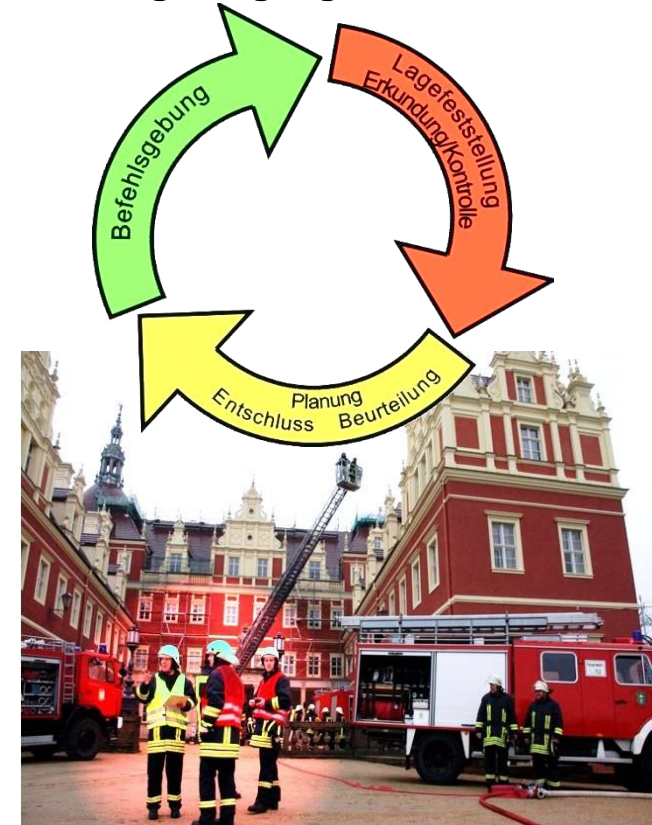 Befehlsgebung
Lagefeststellung
Erkundung/Kontrolle
Planung
Entschluss Beurteilung